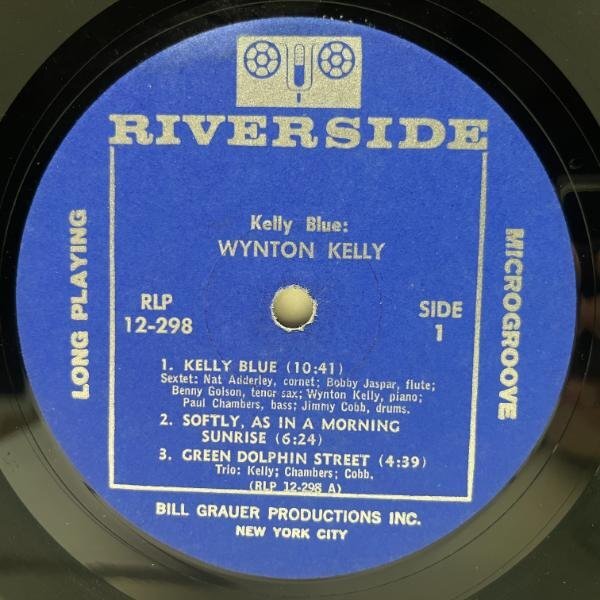 RIVERSIDE
LONG PLAYING
MICROGROOVE
Kelly Blue:
WYNTON KELLY
RLP
12-298
SIDE
1
1. KELLY BLUE (10:41)
Sextet: Nat Adderley, cornet; Bobby Jaspar, flute;
Benny Golson, tenor sax; Wynton Kelly, piano;
Paul Chambers, bass; Jimmy Cobb, drums.
2. SOFTLY, AS IN A MORNING
SUNRISE (6:24)
3. GREEN DOLPHIN STREET (4:39)
Trio: Kelly; Chambers; Cobb.
(RLP 12-298 A)
BILL GRAUER PRODUCTIONS INC.
NEW YORK CITY